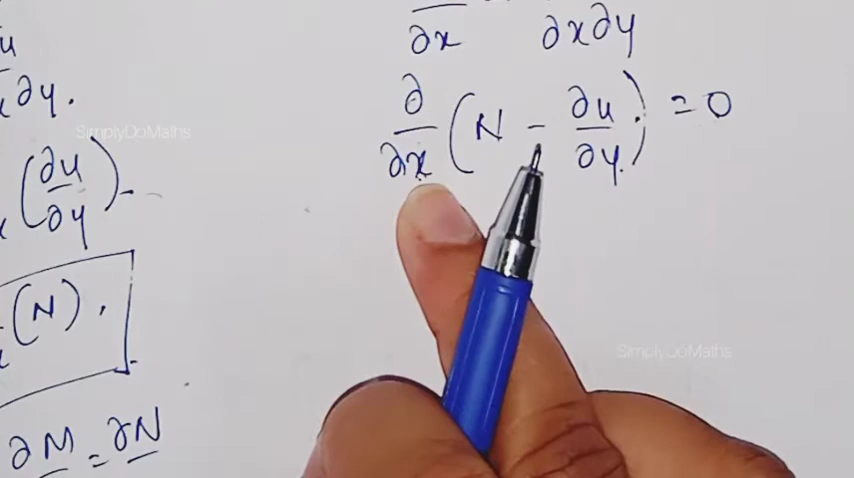 ∂x ∂x∂y
∂y.
∂/∂x (N - ∂u/∂y) = 0
(∂u/∂y)
(N).
∂M = ∂N
SimplyDoMaths
SimplyDoMaths